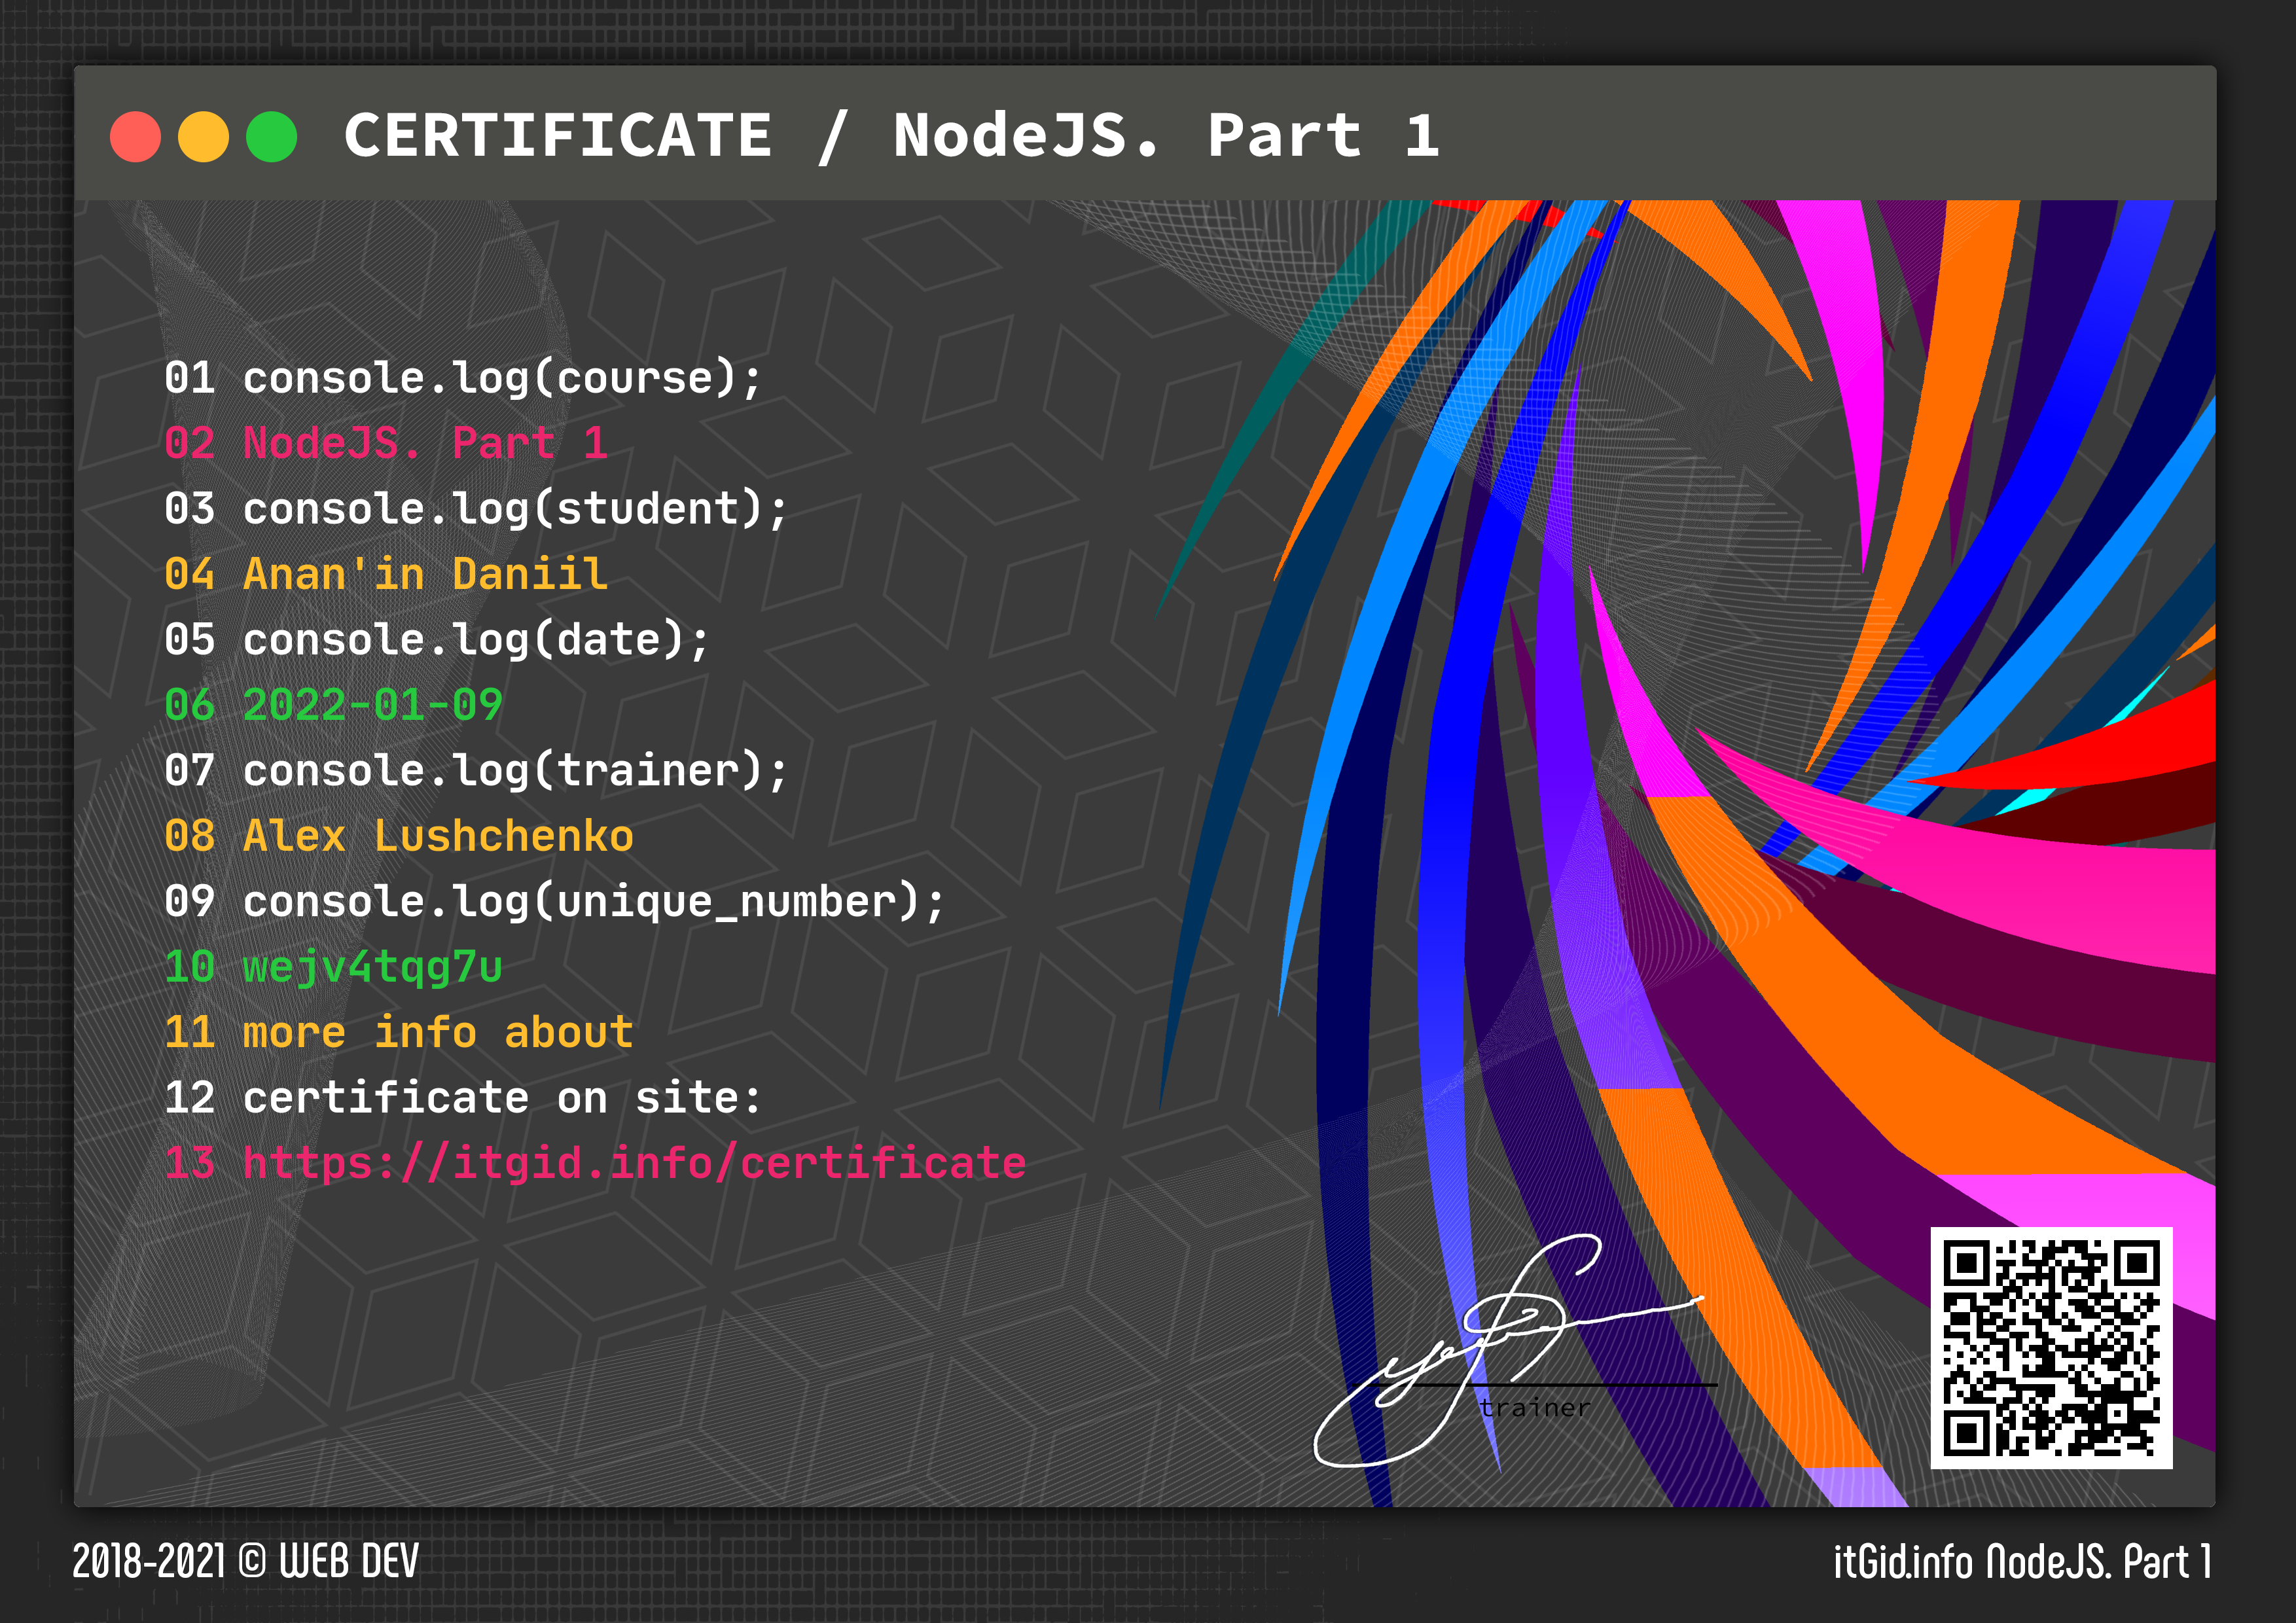 CERTIFICATE / NodeJS. Part 1
01 console.log(course);
02 NodeJS. Part 1
03 console.log(student);
04 Anan'in Daniil
05 console.log(date);
06 2022-01-09
07 console.log(trainer);
08 Alex Lushchenko
09 console.log(unique_number);
10 wejv4tqg7u
11 more info about
12 certificate on site:
13 https://itgid.info/certificate
trainer
2018-2021 © WEB DEV
itGid.info NodeJS. Part 1